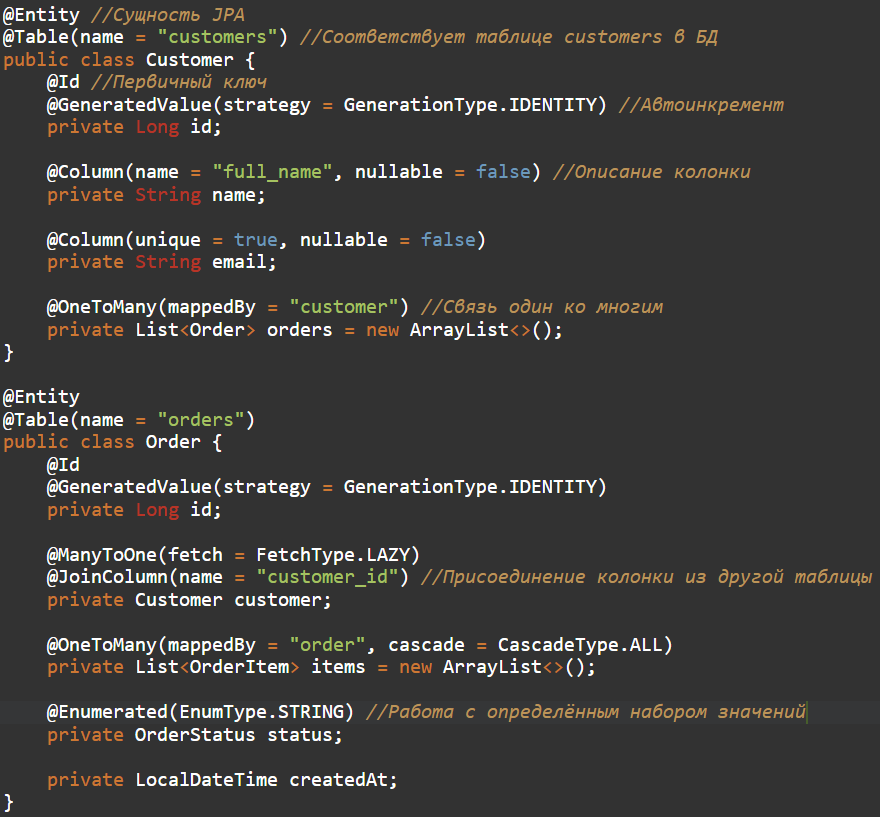 @Entity //Сущность JPA
@Table(name = "customers") //Соответствует таблице customers в БД
public class Customer {
    @Id //Первичный ключ
    @GeneratedValue(strategy = GenerationType.IDENTITY) //Автоинкремент
    private Long id;

    @Column(name = "full_name", nullable = false) //Описание колонки
    private String name;

    @Column(unique = true, nullable = false)
    private String email;

    @OneToMany(mappedBy = "customer") //Связь один ко многим
    private List<Order> orders = new ArrayList<>();
}

@Entity
@Table(name = "orders")
public class Order {
    @Id
    @GeneratedValue(strategy = GenerationType.IDENTITY)
    private Long id;

    @ManyToOne(fetch = FetchType.LAZY)
    @JoinColumn(name = "customer_id") //Присоединение колонки из другой таблицы
    private Customer customer;

    @OneToMany(mappedBy = "order", cascade = CascadeType.ALL)
    private List<OrderItem> items = new ArrayList<>();

    @Enumerated(EnumType.STRING) //Работа с определённым набором значений
    private OrderStatus status;

    private LocalDateTime createdAt;
}